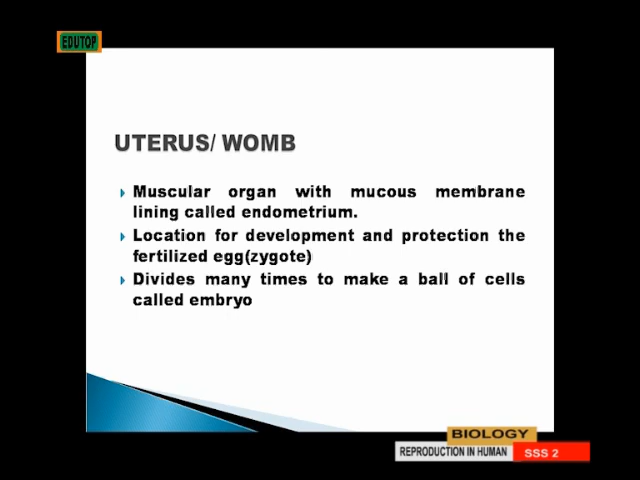 EDUTOP
UTERUS/ WOMB
Muscular organ with mucous membrane
lining called endometrium.
Location for development and protection the
fertilized egg(zygote)
Divides many times to make a ball of cells
called embryo
BIOLOGY
REPRODUCTION IN HUMAN SSS 2